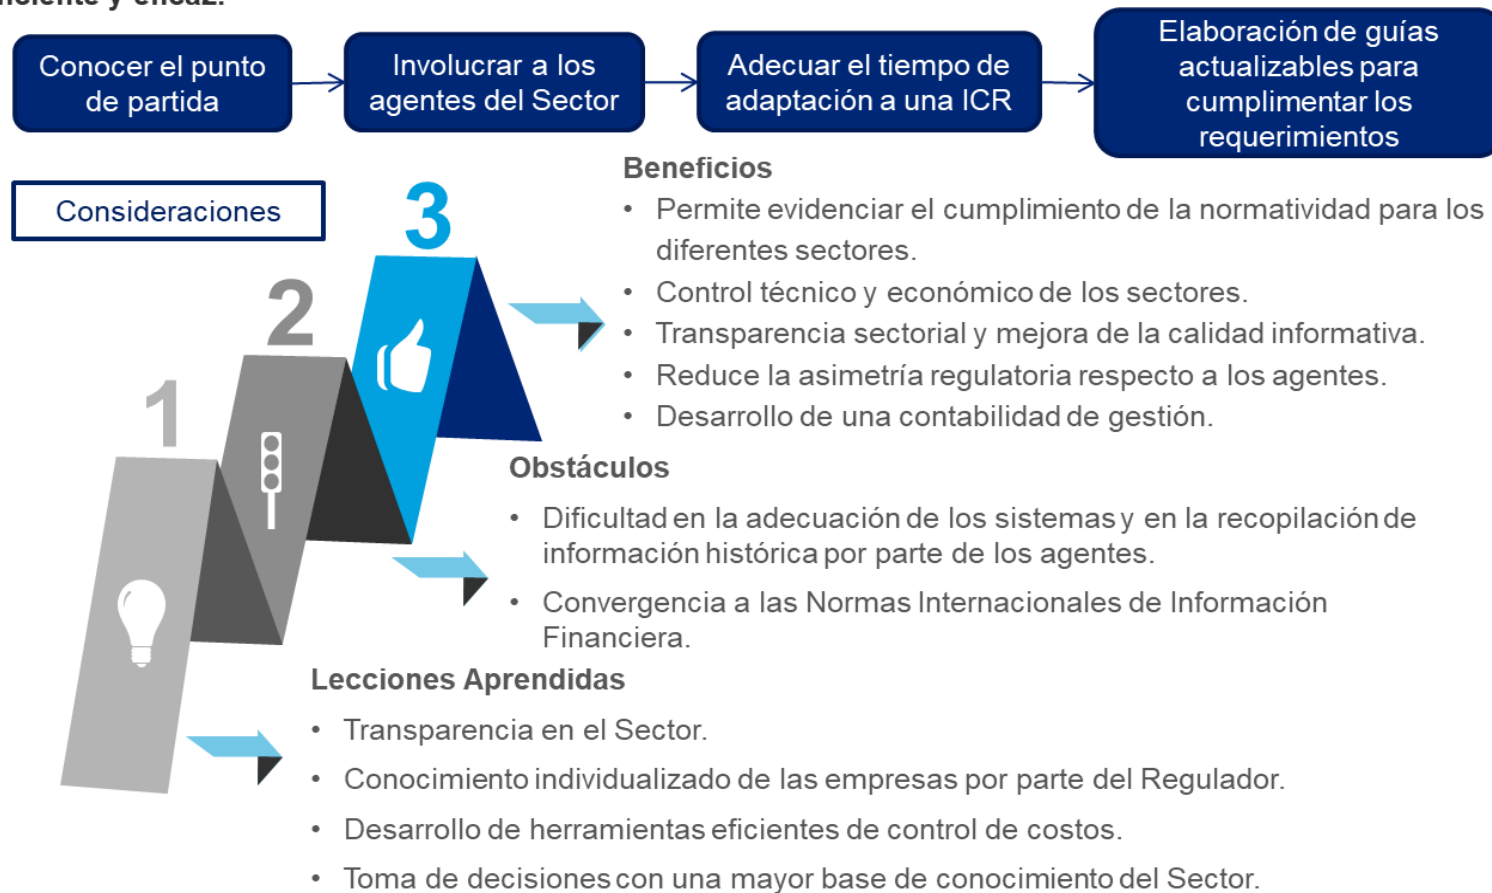 y eficaz.
Conocer el punto
de partida
Involucrar a los
agentes del Sector
Adecuar el tiempo de
adaptación a una ICR
Elaboración de guías
actualizables para
cumplimentar los
requerimientos
Consideraciones
3
2
1
Beneficios
• Permite evidenciar el cumplimiento de la normatividad para los
diferentes sectores.
• Control técnico y económico de los sectores.
• Transparencia sectorial y mejora de la calidad informativa.
• Reduce la asimetría regulatoria respecto a los agentes.
• Desarrollo de una contabilidad de gestión.
Obstáculos
• Dificultad en la adecuación de los sistemas y en la recopilación de
información histórica por parte de los agentes.
• Convergencia a las Normas Internacionales de Información
Financiera.
Lecciones Aprendidas
• Transparencia en el Sector.
• Conocimiento individualizado de las empresas por parte del Regulador.
• Desarrollo de herramientas eficientes de control de costos.
• Toma de decisiones con una mayor base de conocimiento del Sector.